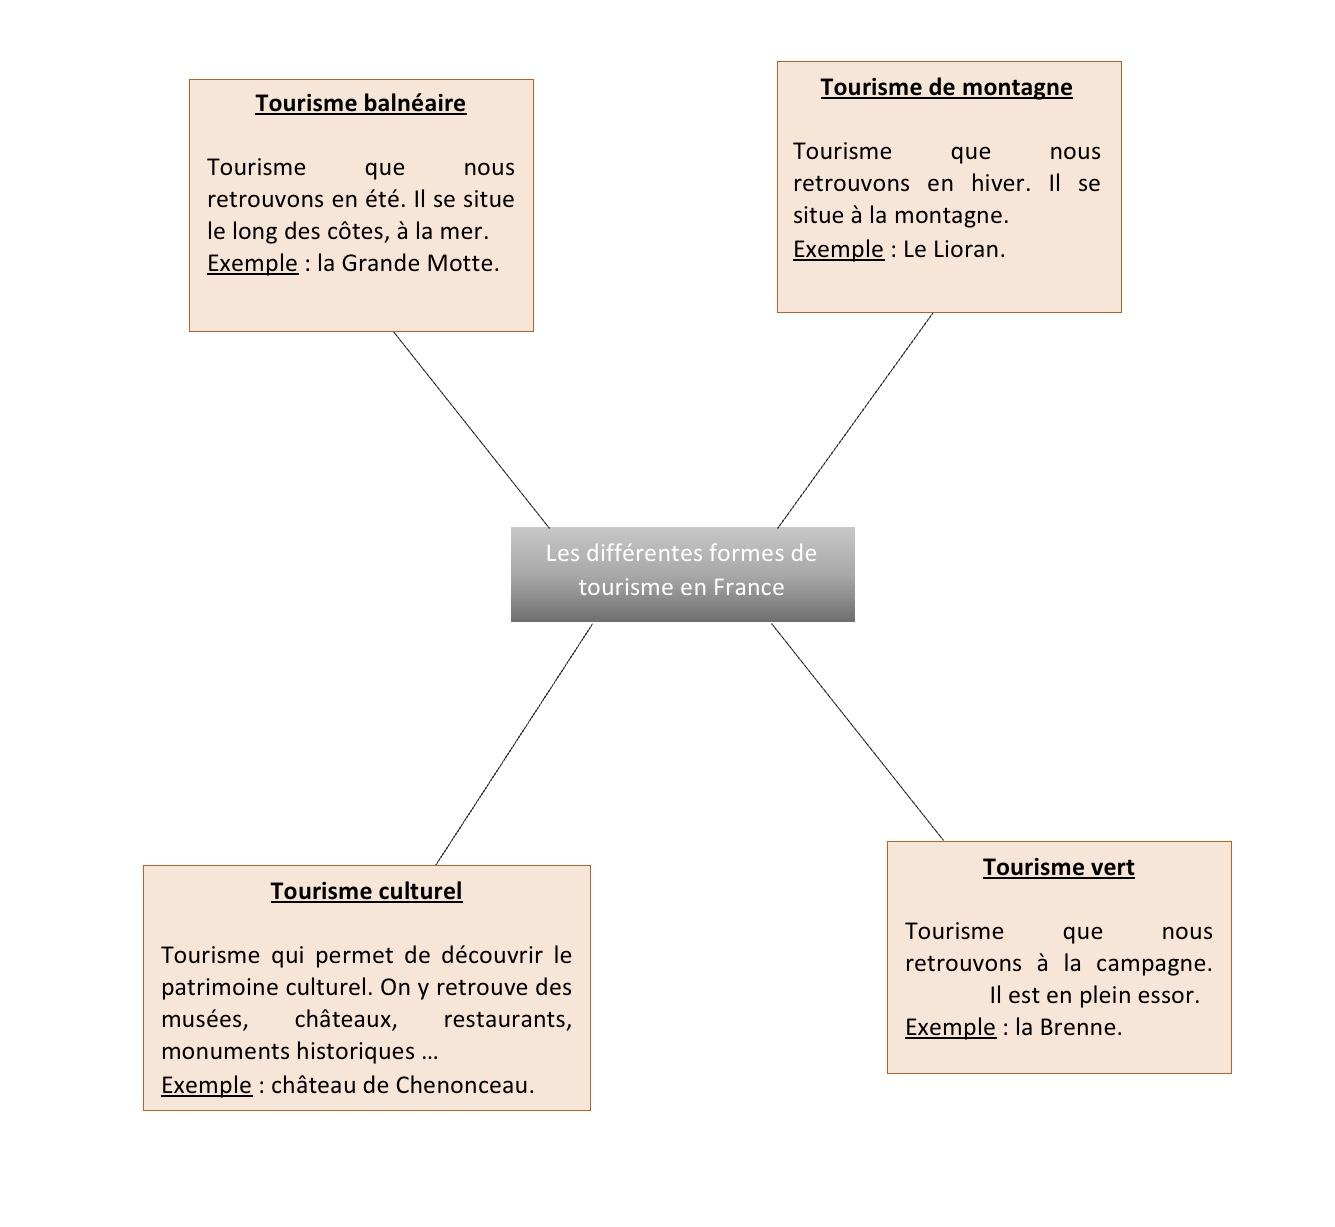 Tourisme balnéaire
Tourisme que nous
retrouvons en été. Il se situe
le long des côtes, à la mer.
Exemple : la Grande Motte.
Tourisme de montagne
Tourisme que nous
retrouvons en hiver. Il se
situe à la montagne.
Exemple : Le Lioran.
Les différentes formes de
tourisme en France
Tourisme culturel
Tourisme qui permet de découvrir le
patrimoine culturel. On y retrouve des
musées, châteaux, restaurants,
monuments historiques …
Exemple : château de Chenonceau.
Tourisme vert
Tourisme que nous
retrouvons à la campagne.
Il est en plein essor.
Exemple : la Brenne.